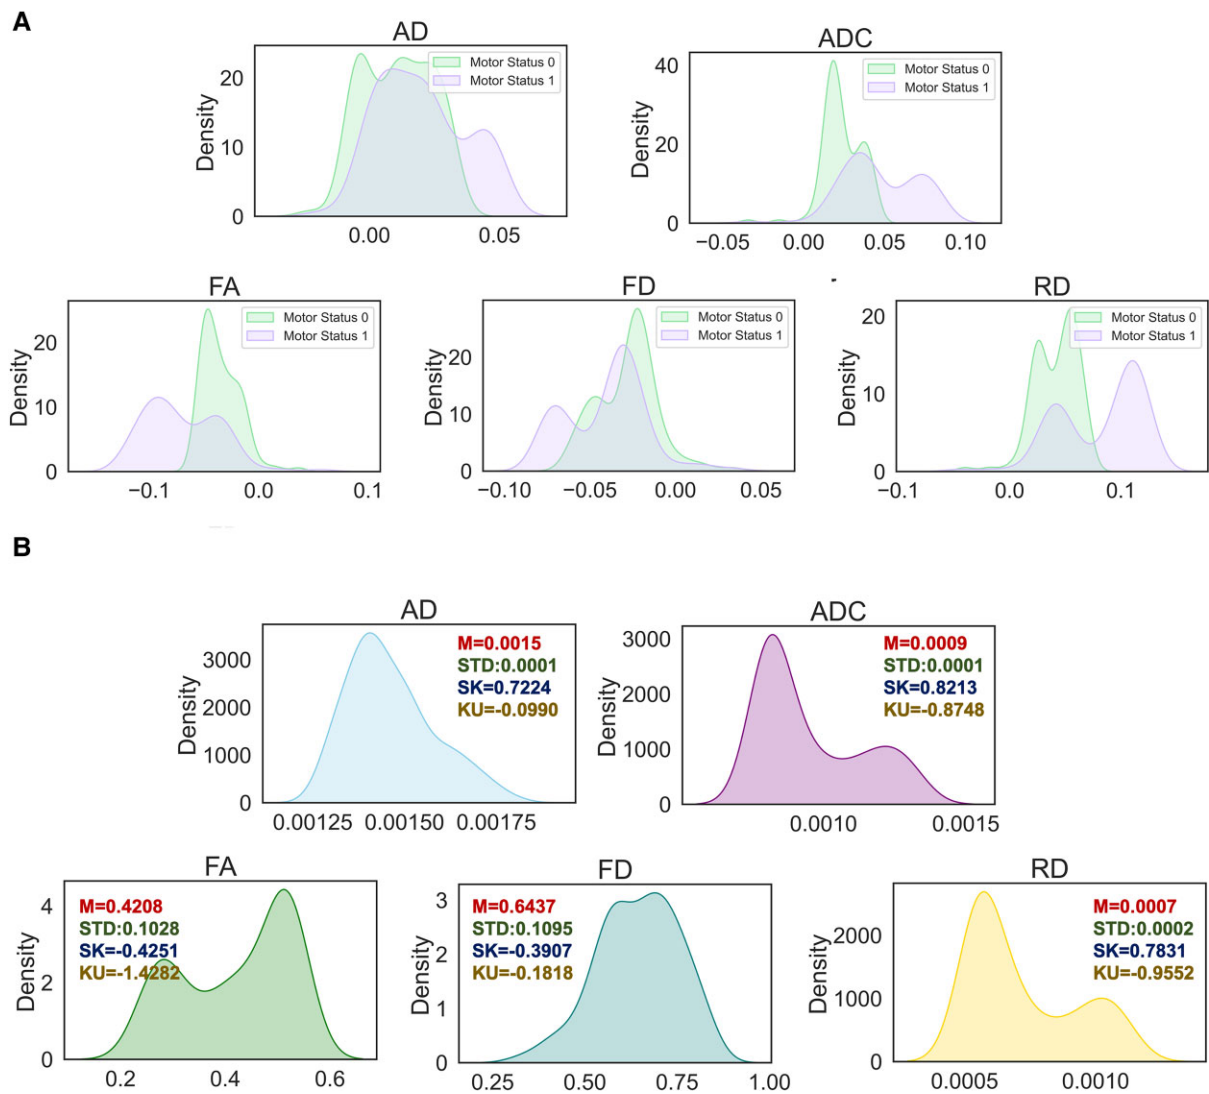 A
AD
Density
20
10
0
0.00
0.05
Motor Status 0
Motor Status 1
ADC
Density
40
20
0
−0.05
0.00
0.05
0.10
Motor Status 0
Motor Status 1
FA
Density
20
10
0
−0.1
0.0
0.1
Motor Status 0
Motor Status 1
FD
Density
20
10
0
−0.10
−0.05
0.00
0.05
Motor Status 0
Motor Status 1
RD
Density
20
10
0
−0.1
0.0
0.1
Motor Status 0
Motor Status 1
B
AD
Density
3000
2000
1000
0
0.00125
0.00150
0.00175
M=0.0015
STD:0.0001
SK=0.7224
KU=-0.0990
ADC
Density
3000
2000
1000
0
0.0010
0.0015
M=0.0009
STD:0.0001
SK=0.8213
KU=-0.8748
FA
Density
4
2
0
0.2
0.4
0.6
M=0.4208
STD:0.1028
SK=-0.4251
KU=-1.4282
FD
Density
3
2
1
0
0.25
0.50
0.75
1.00
M=0.6437
STD:0.1095
SK=-0.3907
KU=-0.1818
RD
Density
2000
1000
0
0.0005
0.0010
M=0.0007
STD:0.0002
SK=0.7831
KU=-0.9552